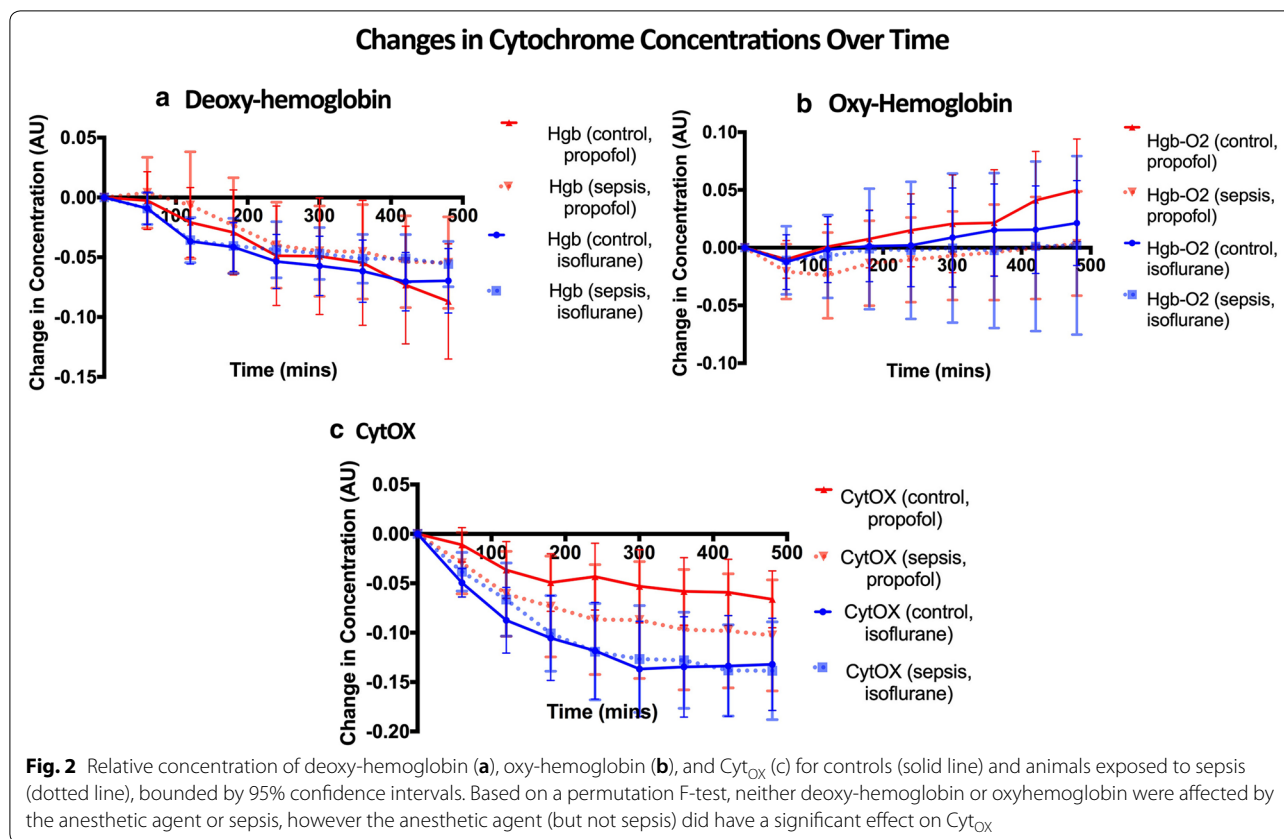 Changes in Cytochrome Concentrations Over Time
a Deoxy-hemoglobin
Change in Concentration (AU)
0.05
0.00
-0.05
-0.10
-0.15
100
200
300
400
500
Time (mins)
Hgb (control,
propofol)
Hgb (sepsis,
propofol)
Hgb (control,
isoflurane)
Hgb (sepsis,
isoflurane)
b Oxy-Hemoglobin
Change in Concentration (AU)
0.10
0.05
0.00
-0.05
-0.10
100
200
300
400
500
Time (mins)
Hgb-O2 (control,
propofol)
Hgb-O2 (sepsis,
propofol)
Hgb-O2 (control,
isoflurane)
Hgb-O2 (sepsis,
isoflurane)
c CytOX
Change in Concentration (AU)
0.05
0.00
-0.05
-0.10
-0.15
-0.20
100
200
300
400
500
Time (mins)
CytOX (control,
propofol)
CytOX (sepsis,
propofol)
CytOX (control,
isoflurane)
CytOX (sepsis,
isoflurane)
Fig. 2 Relative concentration of deoxy-hemoglobin (a), oxy-hemoglobin (b), and CytOX (c) for controls (solid line) and animals exposed to sepsis
(dotted line), bounded by 95% confidence intervals. Based on a permutation F-test, neither deoxy-hemoglobin or oxyhemoglobin were affected by
the anesthetic agent or sepsis, however the anesthetic agent (but not sepsis) did have a significant effect on CytOX